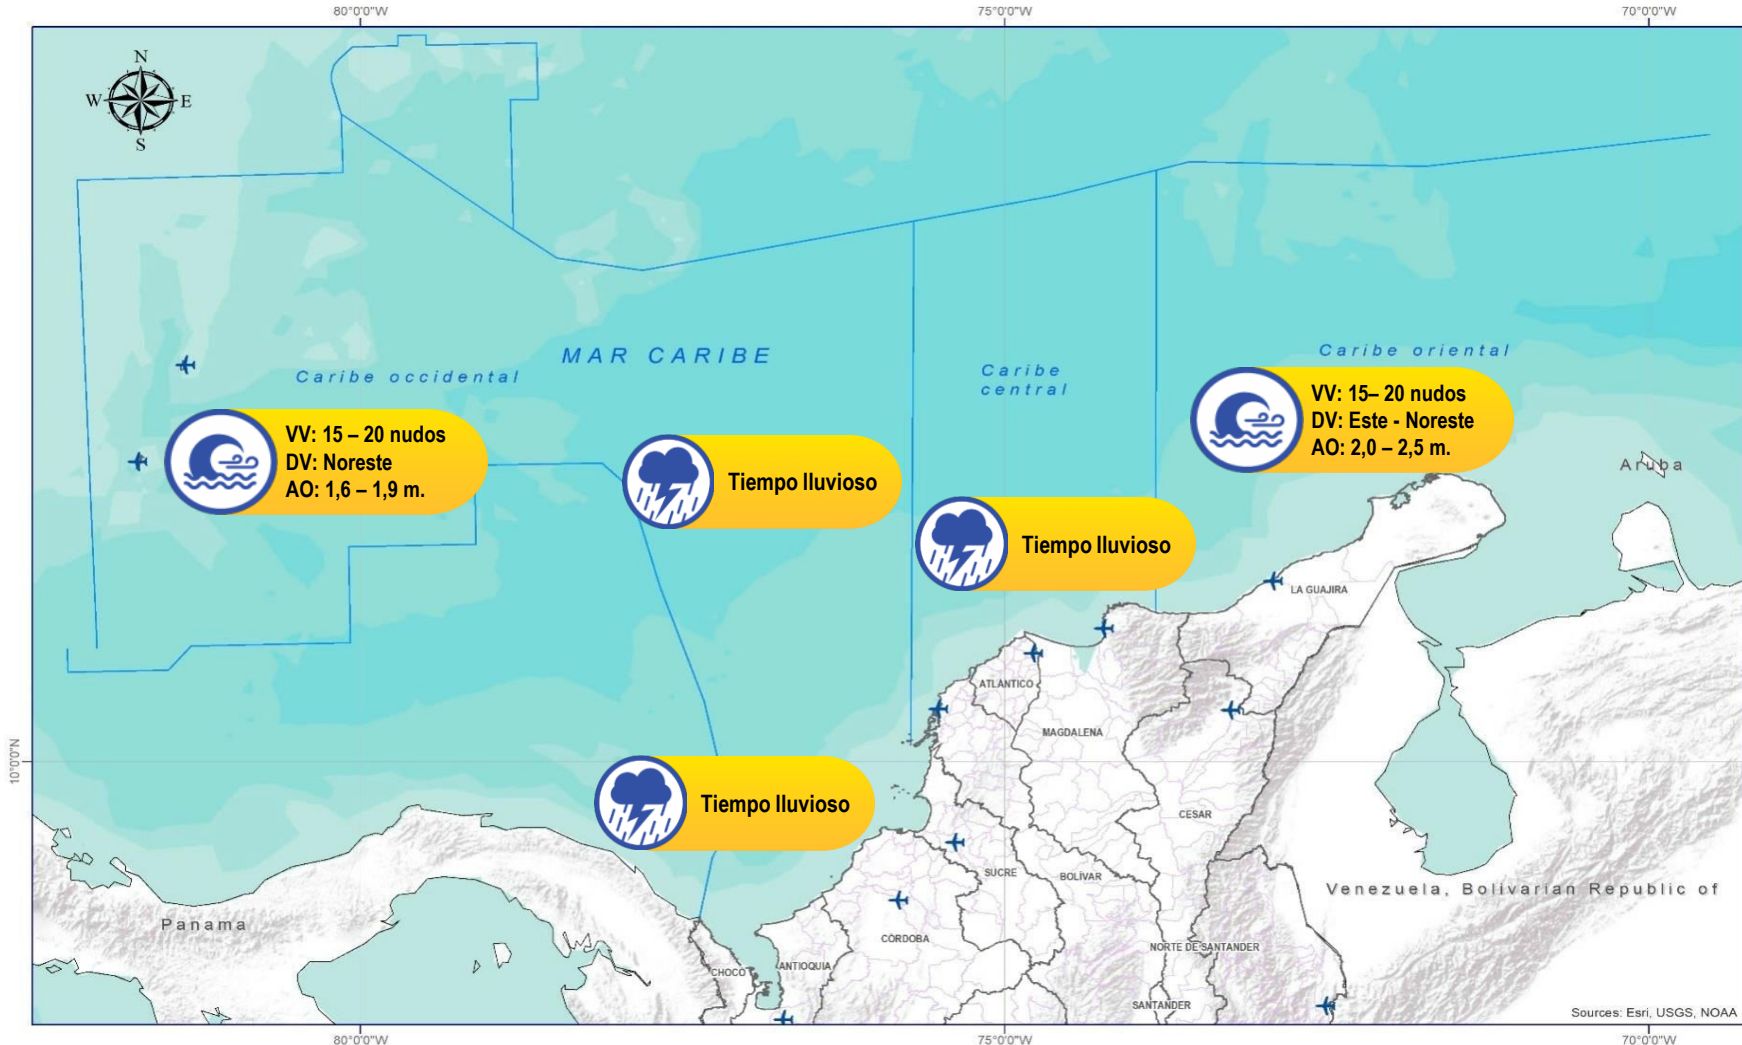 80°0'0"W
75°0'0"W
70°0'0"W
N
W
E
S
MAR CARIBE
Caribe occidental
Caribe
central
Caribe oriental
VV: 15– 20 nudos
DV: Este - Noreste
AO: 2,0 – 2,5 m.
VV: 15 – 20 nudos
DV: Noreste
AO: 1,6 – 1,9 m.
Tiempo lluvioso
Tiempo lluvioso
Aruba
LA GUAJIRA
ATLÁNTICO
MAGDALENA
10°0'0"N
Tiempo lluvioso
CESAR
SUCRE
BOLÍVAR
Venezuela, Bolivarian Republic of
Panama
CÓRDOBA
NORTE DE SANTANDER
CHOCÓ
ANTIOQUIA
SANTANDER
Sources: Esri, USGS, NOAA
80°0'0"W
75°0'0"W
70°0'0"W